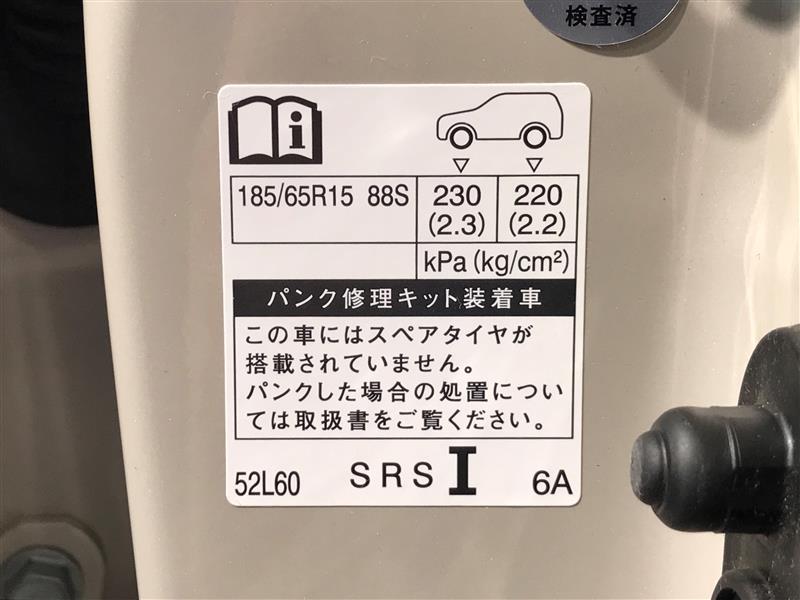 検査済
185/65R15 88S 230 220
(2.3) (2.2)
kPa (kg/cm²)
パンク修理キット装着車
この車にはスペアタイヤが
搭載されていません。
パンクした場合の処置につい
ては取扱書をご覧ください。
52L60 SRS I 6A